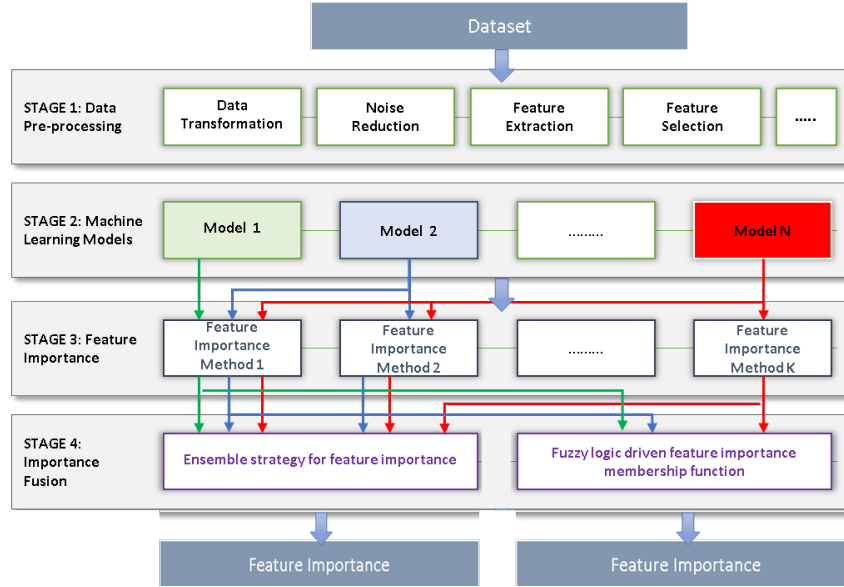 Dataset
STAGE 1: Data
Pre-processing
Data
Transformation
Noise
Reduction
Feature
Extraction
Feature
Selection
.....
STAGE 2: Machine
Learning Models
Model 1
Model 2
.........
Model N
STAGE 3: Feature
Importance
Feature
Importance
Method 1
Feature
Importance
Method 2
.........
Feature
Importance
Method K
STAGE 4:
Importance
Fusion
Ensemble strategy for feature importance
Fuzzy logic driven feature importance
membership function
Feature Importance
Feature Importance